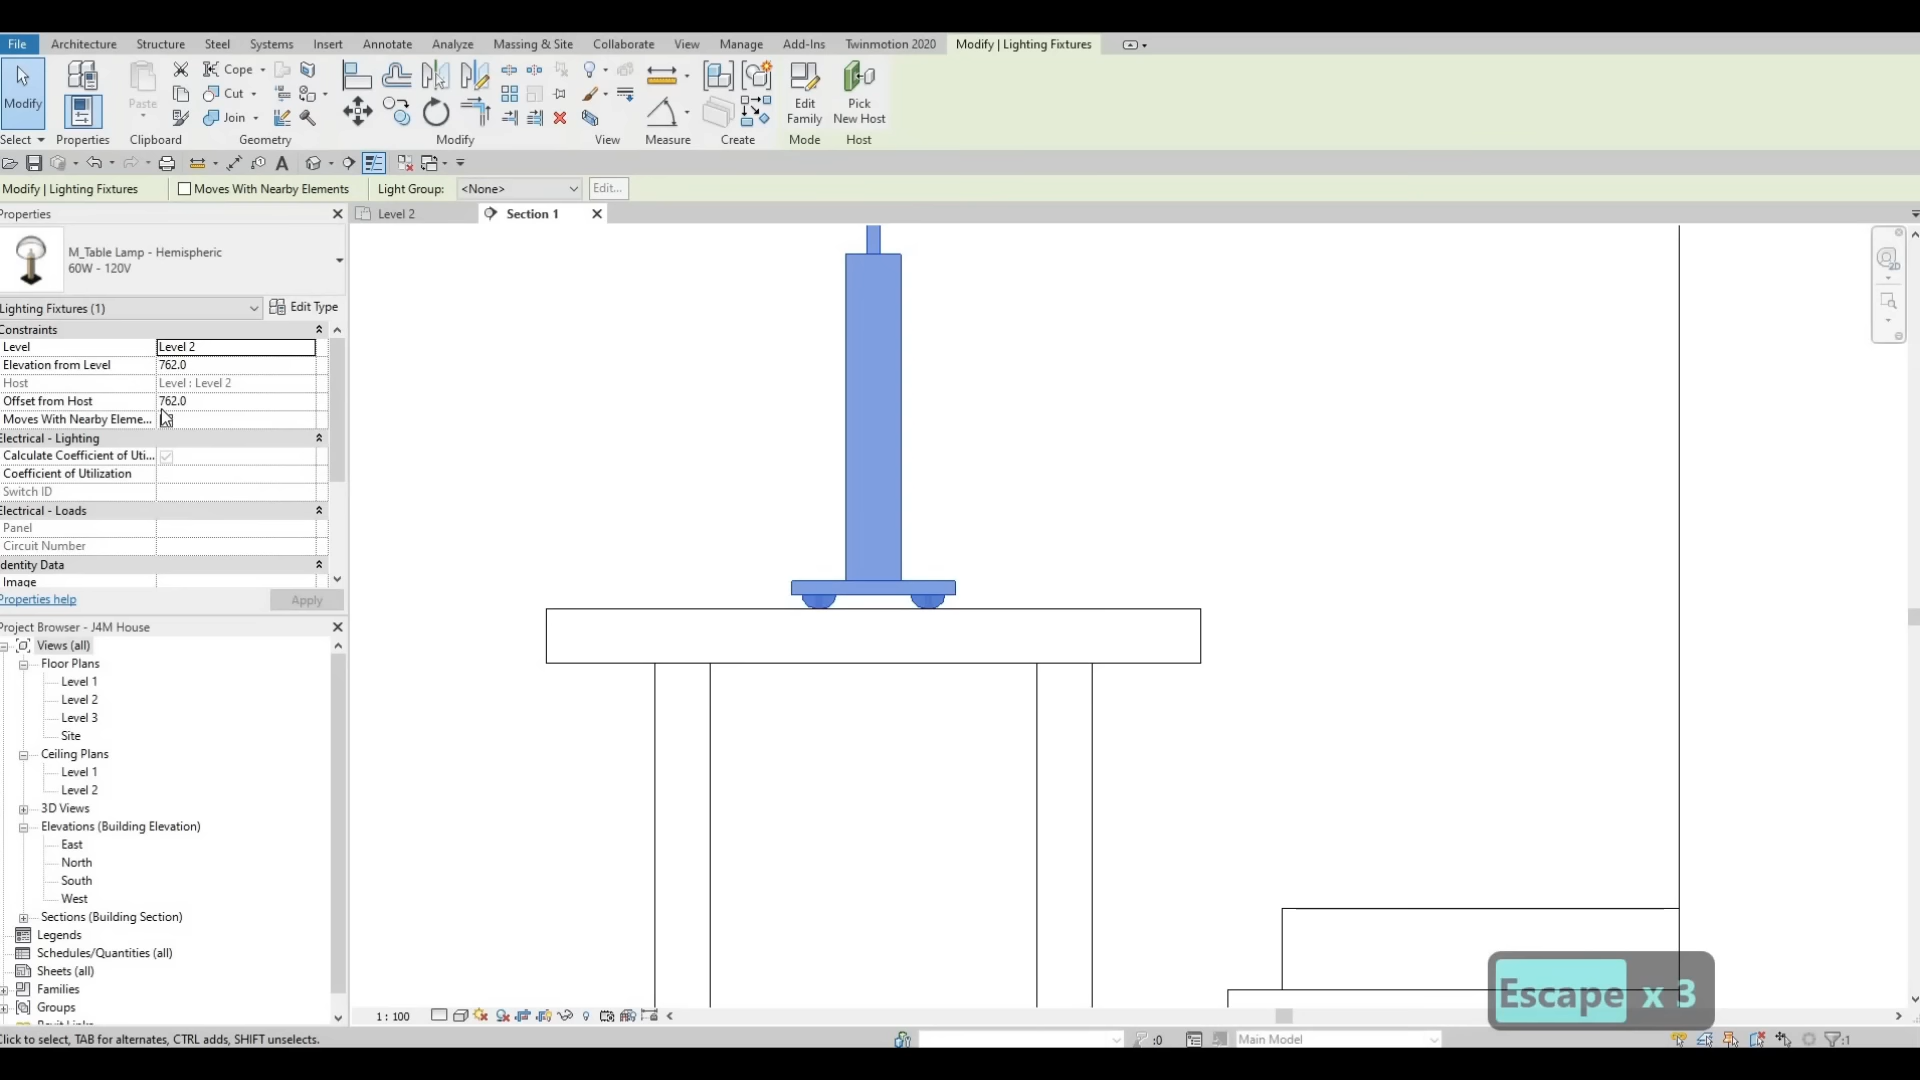 File Architecture Structure Steel Systems Insert Annotate Analyze Massing & Site Collaborate View Manage Add-Ins Twinmotion 2020 Modify | Lighting Fixtures
Cope
Modify Paste Cut Edit Pick
Join Family New Host
Select Properties Clipboard Geometry Modify View Measure Create Mode Host
Modify | Lighting Fixtures Moves With Nearby Elements Light Group: <None> Edit...
Properties Level 2 Section 1
M_Table Lamp - Hemispheric
60W - 120V
Lighting Fixtures (1) Edit Type
Constraints
Level Level 2
Elevation from Level 762.0
Host Level : Level 2
Offset from Host 762.0
Moves With Nearby Eleme...
Electrical - Lighting
Calculate Coefficient of Uti...
Coefficient of Utilization
Switch ID
Electrical - Loads
Panel
Circuit Number
dentity Data
Image
Properties help Apply
Project Browser - J4M House
Views (all)
Floor Plans
Level 1
Level 2
Level 3
Site
Ceiling Plans
Level 1
Level 2
3D Views
Elevations (Building Elevation)
East
North
South
West
Sections (Building Section)
Legends
Schedules/Quantities (all)
Sheets (all)
Families
Groups
Revit Links
1 : 100
Escape x 3
Click to select, TAB for alternates, CTRL adds, SHIFT unselects. :0 Main Model :1